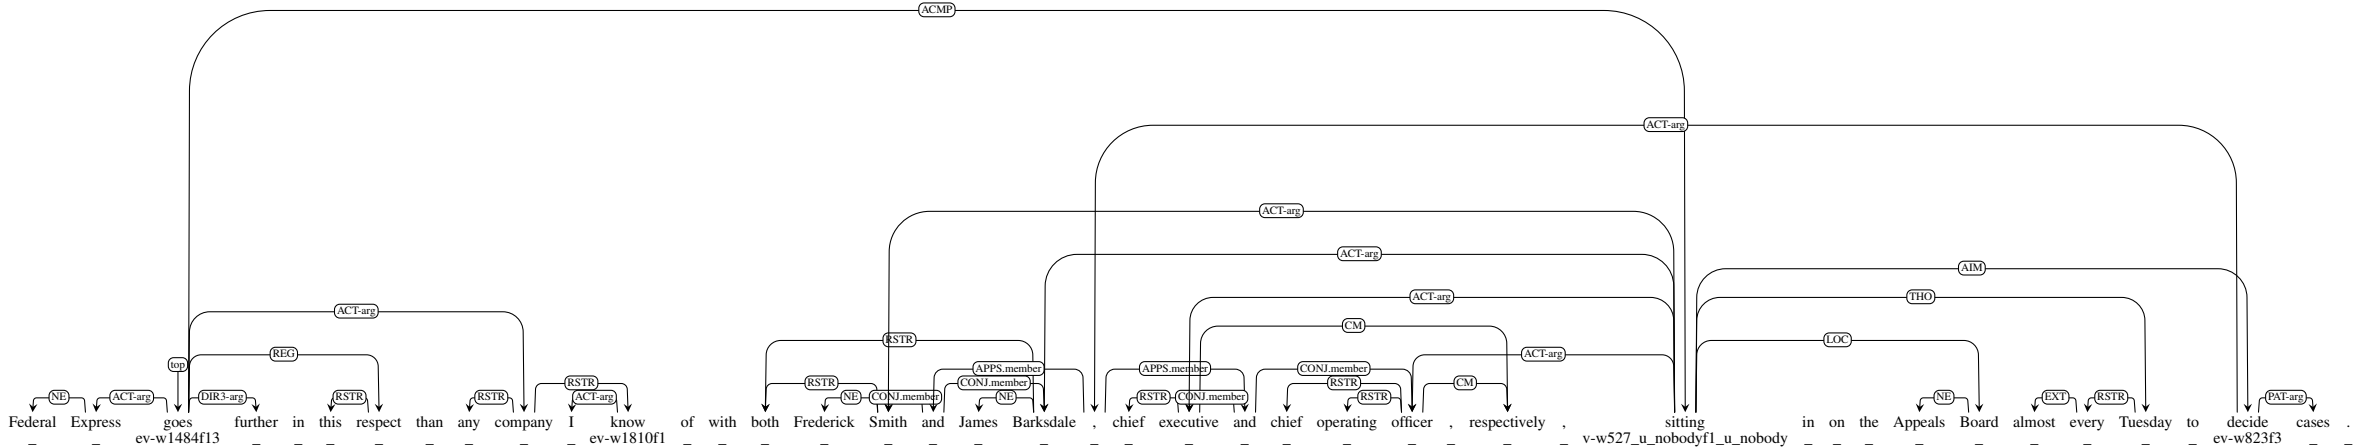 ACMP
ACT-arg
ACT-arg
ACT-arg
AIM
ACT-arg THO
ACT-arg
CM
RSTR LOC
REG ACT-arg
top
APPS.member APPS.member CONJ.member
RSTR RSTR CONJ.member RSTR CM
NE ACT-arg DIR3-arg RSTR RSTR ACT-arg NE CONJ.member NE RSTR CONJ.member RSTR NE EXT RSTR PAT-arg
Federal Express goes further in this respect than any company I know of with both Frederick Smith and James Barksdale , chief executive and chief operating officer , respectively , sitting in on the Appeals Board almost every Tuesday to decide cases .
_ _ ev-w1484f13 _ _ _ _ _ _ _ _ ev-w1810f1 _ _ _ _ _ _ _ _ _ _ _ _ _ _ _ _ _ _ v-w527_u_nobodyf1_u_nobody _ _ _ _ _ _ _ _ _ ev-w823f3 _ _